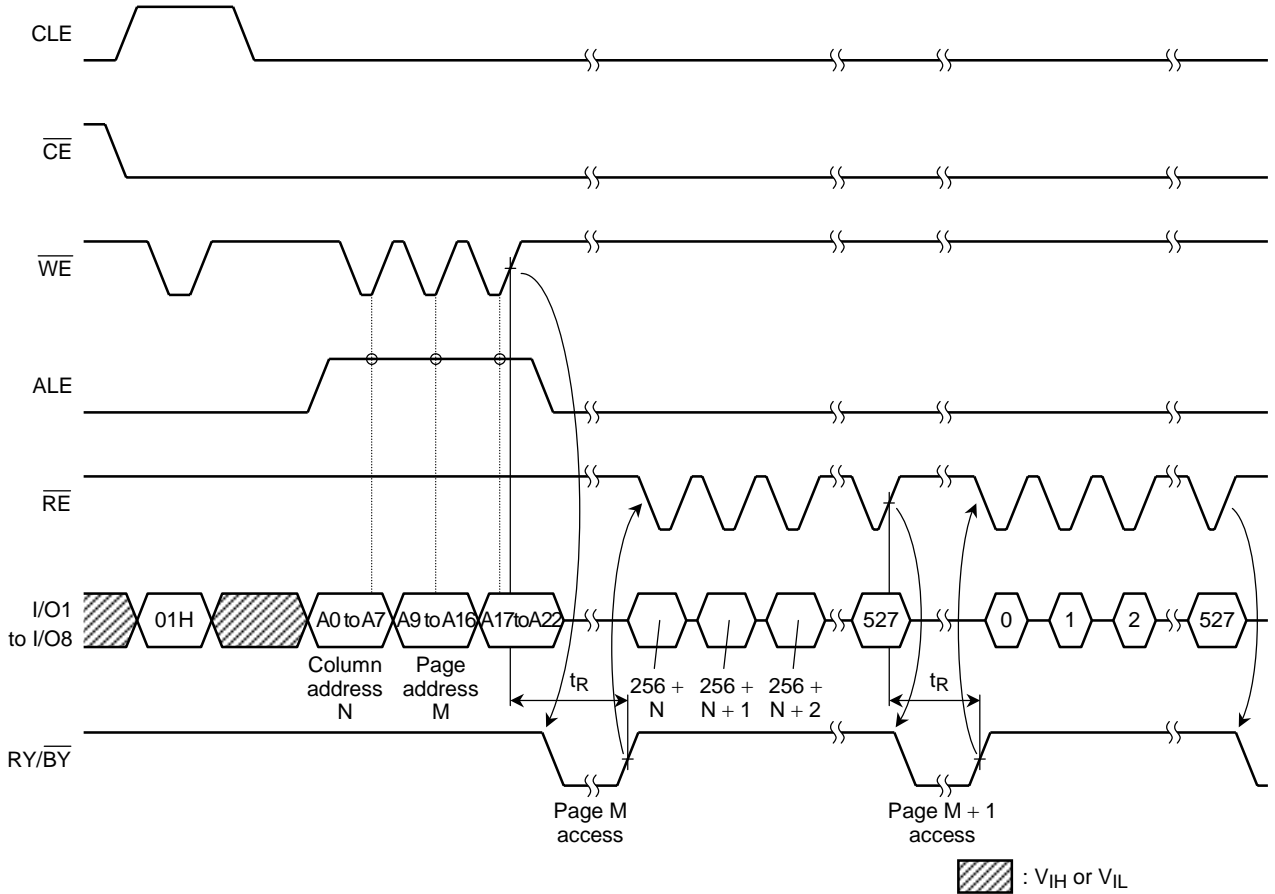 CLE
CE
WE
ALE
RE
I/O1
to I/O8
01H
A0 to A7
A9 to A16
A17 to A22
527
0
1
2
527
Column
address
N
Page
address
M
tR
256 +
N
256 +
N + 1
256 +
N + 2
tR
RY/BY
Page M
access
Page M + 1
access
: VIH or VIL